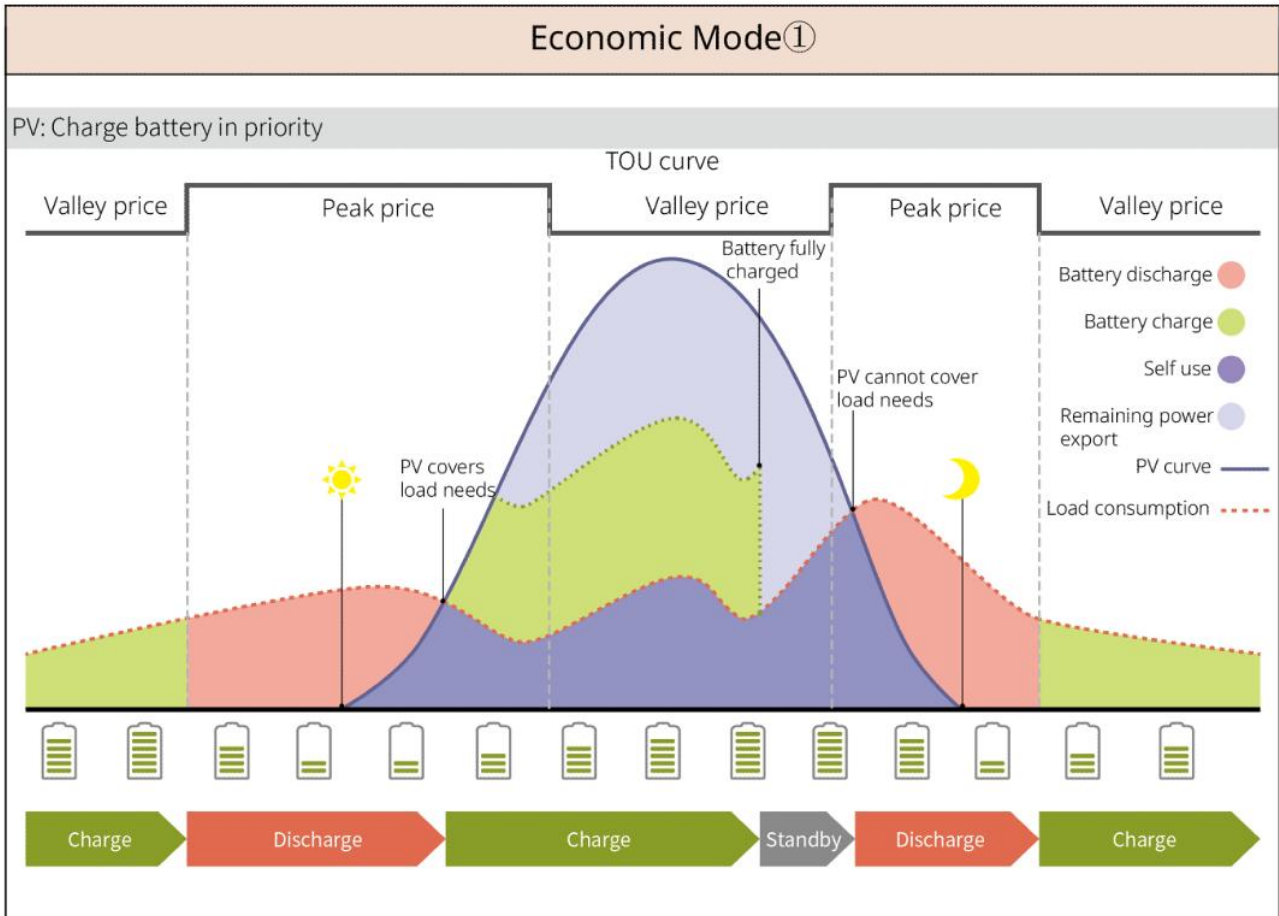 Economic Mode①
PV: Charge battery in priority
TOU curve
Valley price
Peak price
Valley price
Peak price
Valley price
Battery fully
charged
Battery discharge
Battery charge
Self use
Remaining power
export
PV curve
Load consumption
PV cannot cover
load needs
PV covers
load needs
Charge
Discharge
Charge
Standby
Discharge
Charge